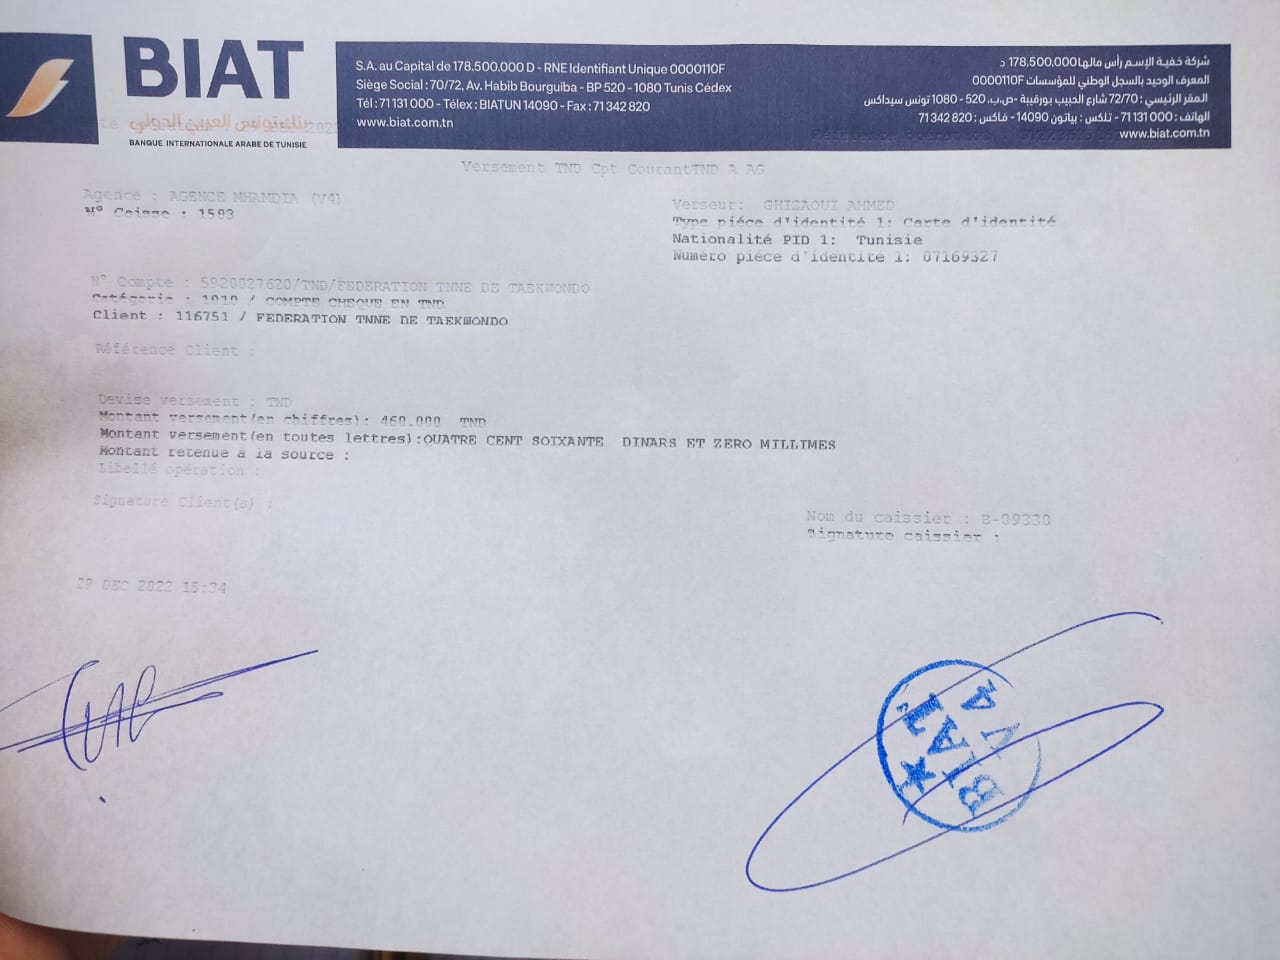 BIAT
بنك تونس العربي الدولي
BANQUE INTERNATIONALE ARABE DE TUNISIE
S.A. au Capital de 178.500.000 D - RNE Identifiant Unique 0000110F
Siège Social : 70/72, Av. Habib Bourguiba - BP 520 - 1080 Tunis Cédex
Tél : 71 131 000 - Télex : BIATUN 14090 - Fax : 71 342 820
www.biat.com.tn
شركة خفية الإسم رأس مالها 178.500.000 د
المعرف الوحيد بالسجل الوطني للمؤسسات 0000110F
المقر الرئيسي : 72/70 شارع الحبيب بورقيبة -ص.ب. 520 - 1080 تونس سيداكس
الهاتف : 000 131 71 - تلكس : بياتون 14090 - فاكس : 820 342 71
www.biat.com.tn
Versement TND Cpt CourantTND A AG
Agence : AGENCE MHAMDIA (V4)
N° Caisse : 1583
Verseur: GHIZAOUI AHMED
Type piéce d'identité 1: Carte d'identité
Nationalité PID 1: Tunisie
Numéro piéce d'identité 1: 07169327
N° Compte : 5920027620/TND/FEDERATION TNNE DE TAEKWONDO
Catégorie : 1010 / COMPTE CHEQUE EN TND
Client : 116751 / FEDERATION TNNE DE TAEKWONDO
Référence Client :
Devise versement : TND
Montant versement(en chiffres): 460,000 TND
Montant versement(en toutes lettres):QUATRE CENT SOIXANTE DINARS ET ZERO MILLIMES
Montant retenue à la source :
Libellé opération :
Signature Client(s) :
Nom du caissier : B-09330
Signature caissier :
29 DEC 2022 15:34
BIAT
V4